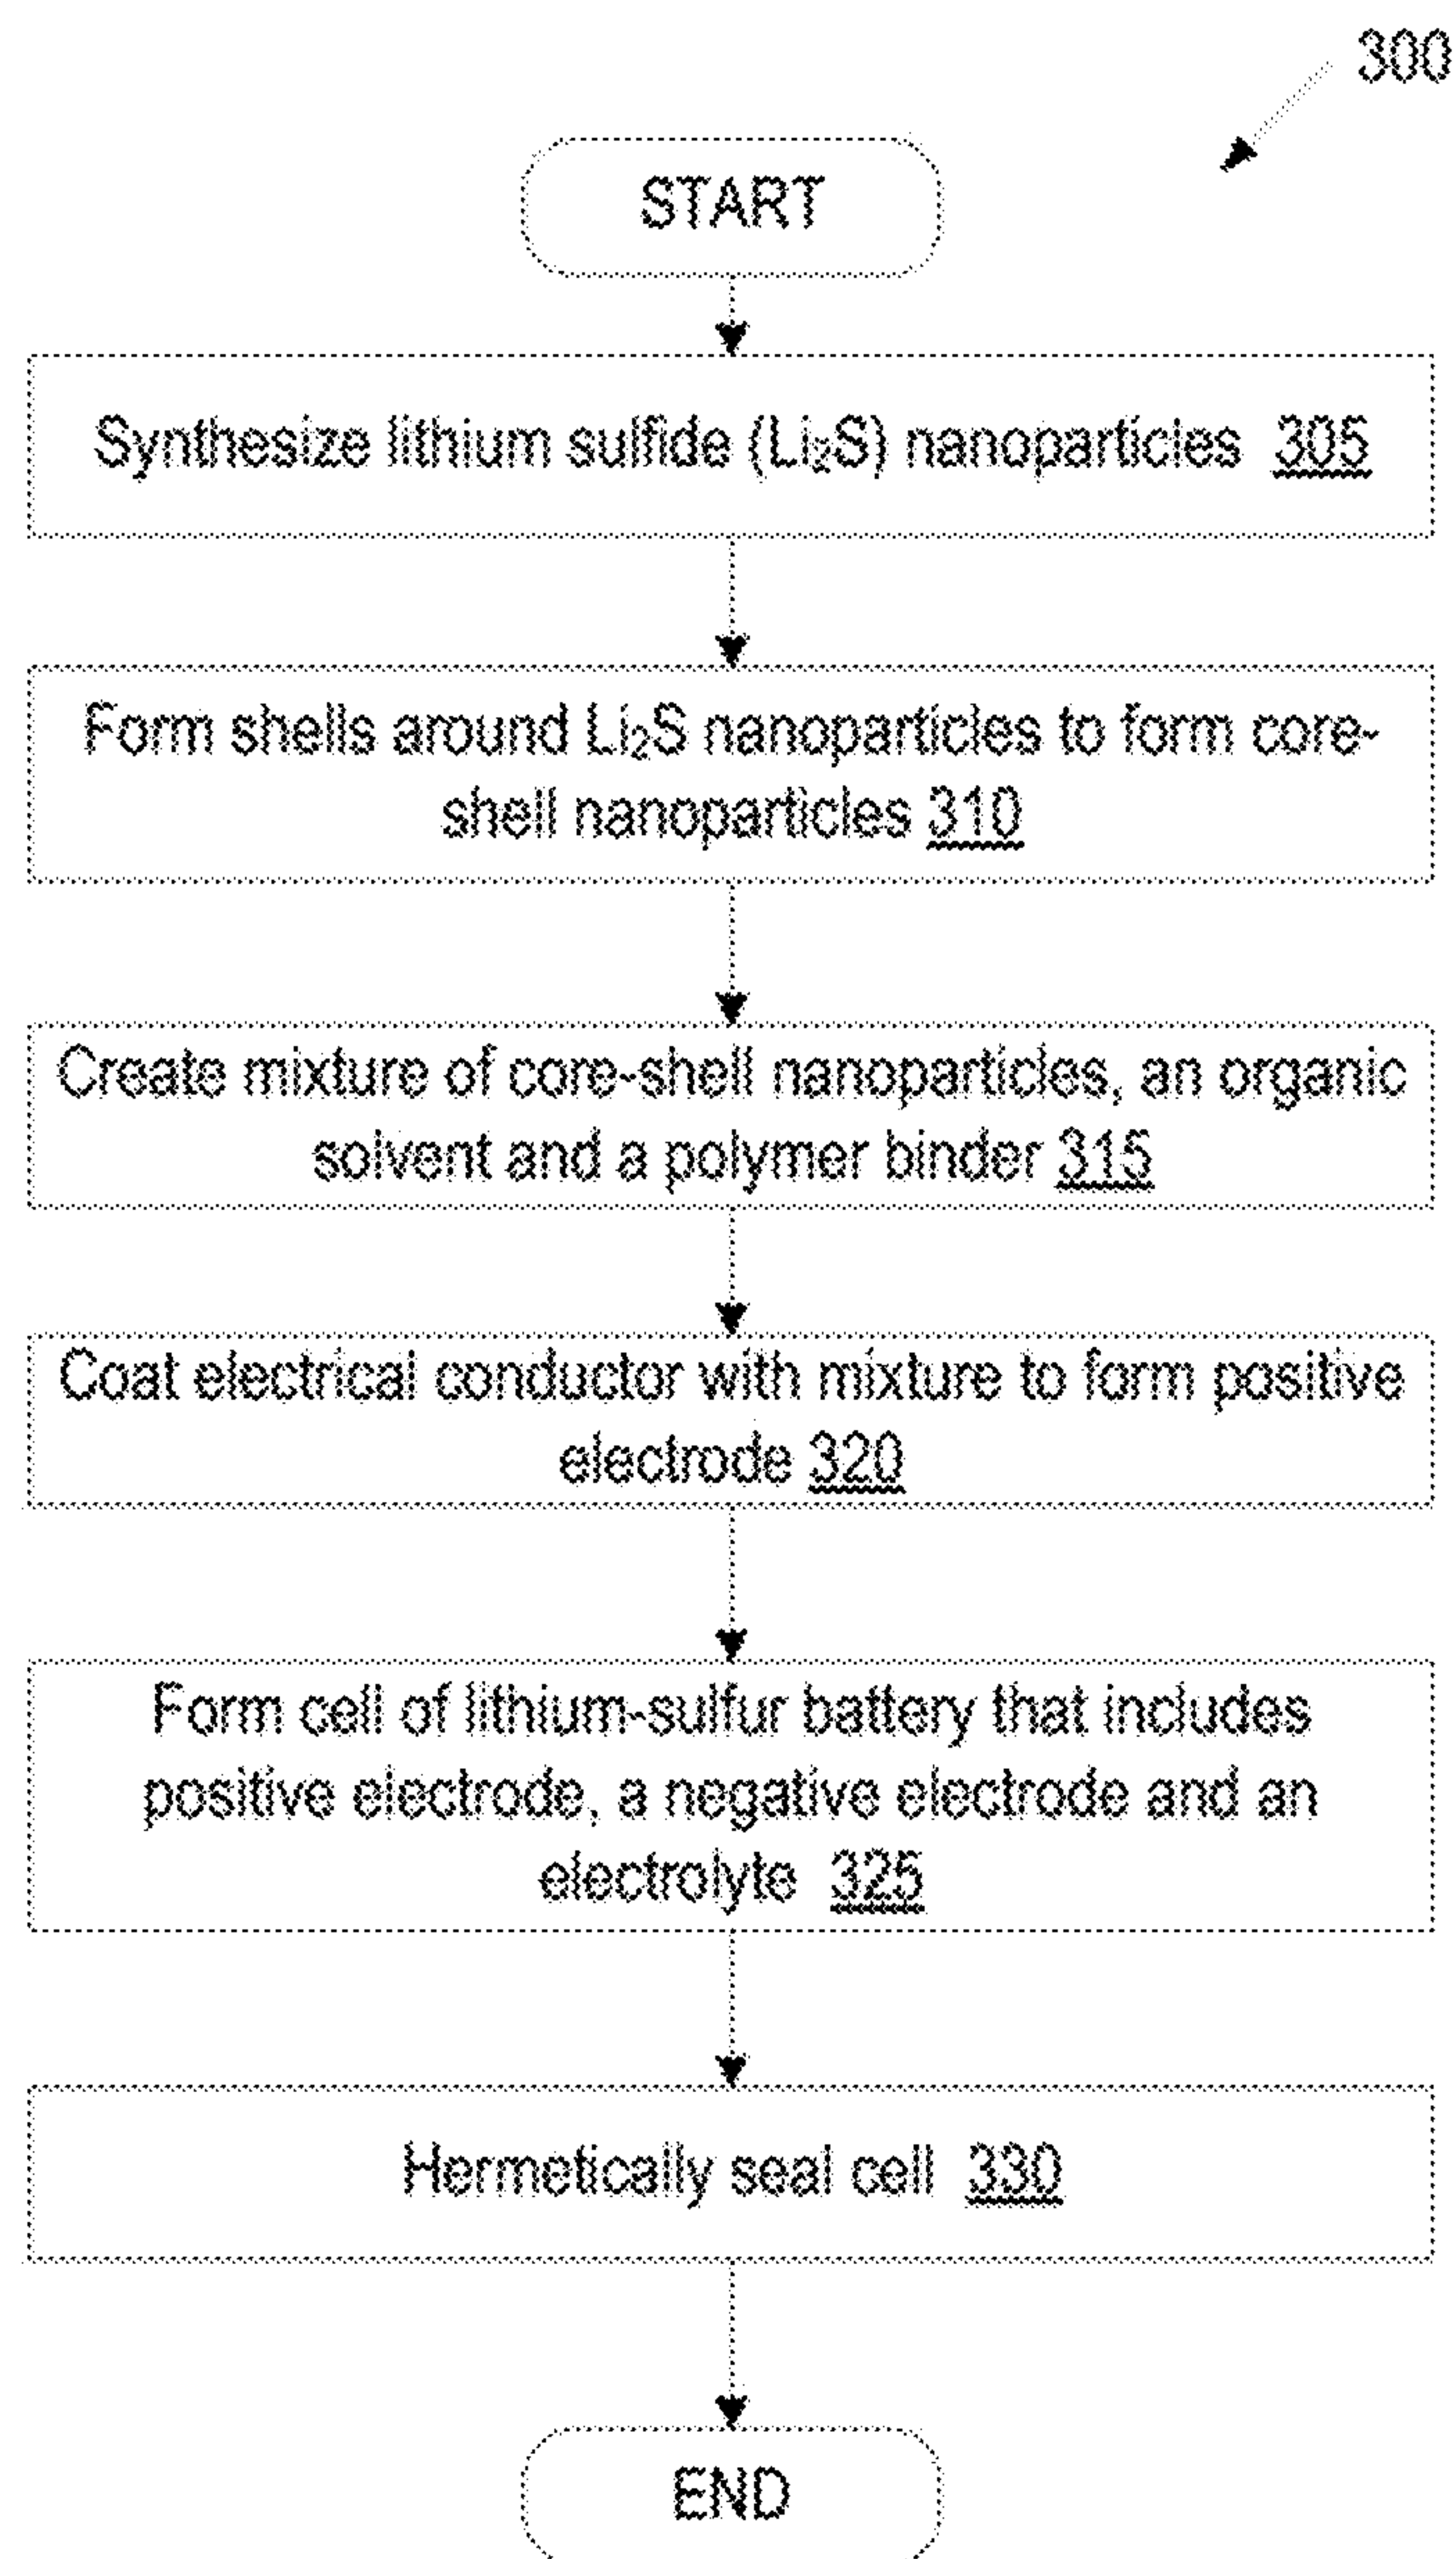 300
START
Synthesize lithium sulfide (Li₂S) nanoparticles 305
Form shells around Li₂S nanoparticles to form core-
shell nanoparticles 310
Create mixture of core-shell nanoparticles, an organic
solvent and a polymer binder 315
Coat electrical conductor with mixture to form positive
electrode 320
Form cell of lithium-sulfur battery that includes
positive electrode, a negative electrode and an
electrolyte 325
Hermetically seal cell 330
END